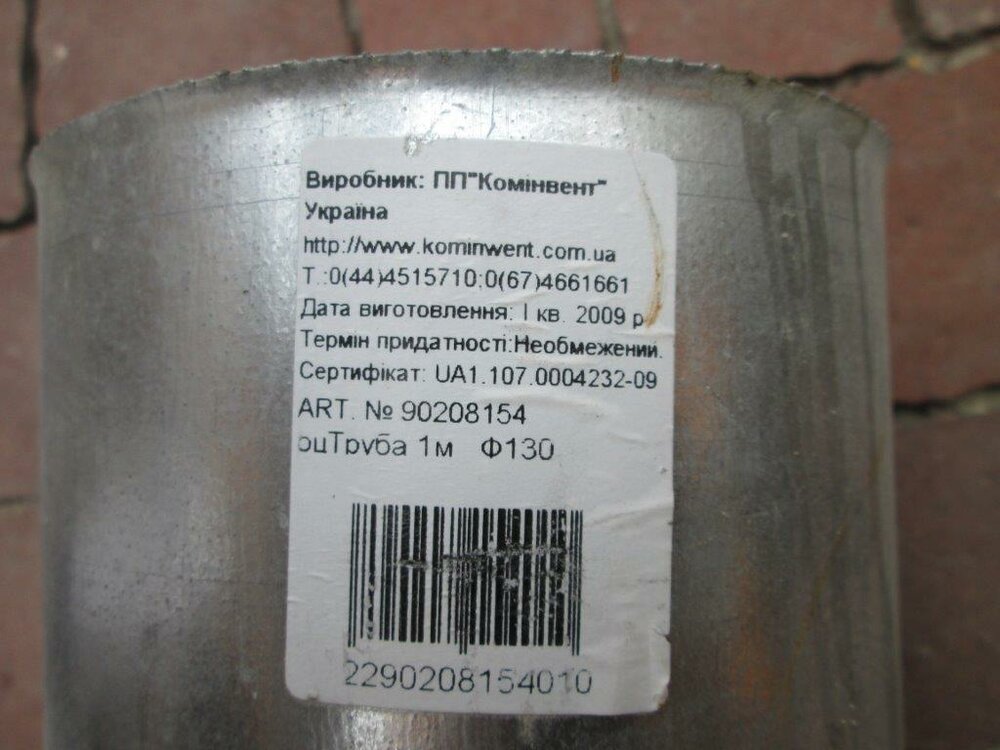 Виробник: ПП"Комінвент"
Україна
http://www.kominwent.com.ua
Т.:0(44)4515710;0(67)4661661
Дата виготовлення: І кв. 2009 р
Термін придатності:Необмежений.
Сертифікат: UA1.107.0004232-09
ART. № 90208154
оцТруба 1м Ф130
2290208154010